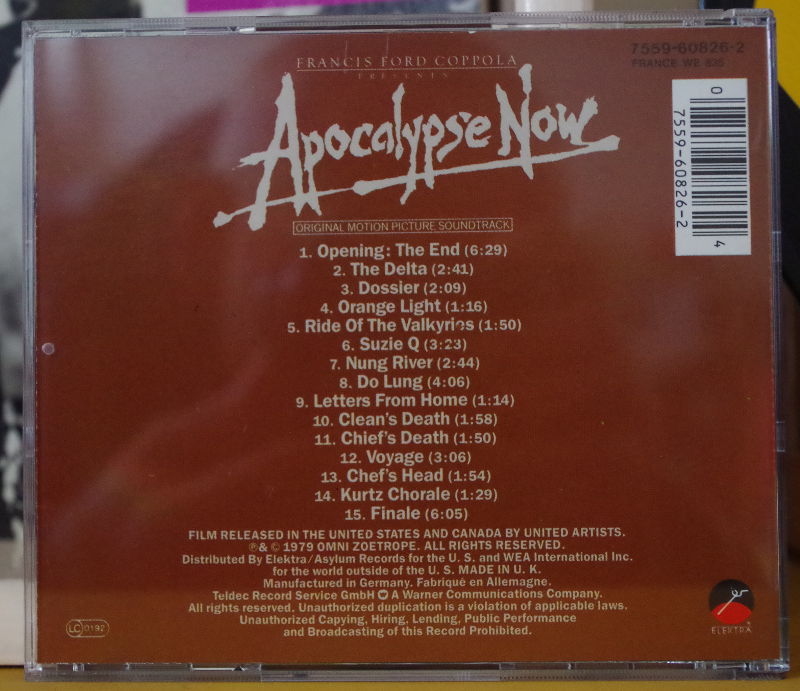 7559-60826-2
FRANCE WE 835
FRANCIS FORD COPPOLA
PRESENTS
Apocalypse Now
ORIGINAL MOTION PICTURE SOUNDTRACK
0
7559-60826-2
4
1. Opening: The End (6:29)
2. The Delta (2:41)
3. Dossier (2:09)
4. Orange Light (1:16)
5. Ride Of The Valkyries (1:50)
6. Suzie Q (3:23)
7. Nung River (2:44)
8. Do Lung (4:06)
9. Letters From Home (1:14)
10. Clean's Death (1:58)
11. Chief's Death (1:50)
12. Voyage (3:06)
13. Chef's Head (1:54)
14. Kurtz Chorale (1:29)
15. Finale (6:05)
FILM RELEASED IN THE UNITED STATES AND CANADA BY UNITED ARTISTS.
℗ & © 1979 OMNI ZOETROPE. ALL RIGHTS RESERVED.
Distributed By Elektra/Asylum Records for the U. S. and WEA International Inc.
for the world outside of the U. S. MADE IN U. K.
Manufactured in Germany. Fabriqué en Allemagne.
Teldec Record Service GmbH W A Warner Communications Company.
All rights reserved. Unauthorized duplication is a violation of applicable laws.
Unauthorized Capying, Hiring, Lending, Public Performance
and Broadcasting of this Record Prohibited.
LC 0192
ELEKTRA